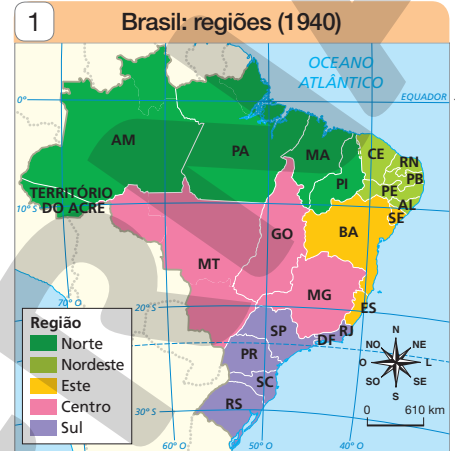 1
Brasil: regiões (1940)
OCEANO
ATLÂNTICO
0°
EQUADOR
AM
PA
MA
CE
RN
PB
PI
PE
AL
SE
TERRITÓRIO
DO ACRE
10° S
BA
GO
MT
MG
ES
70° O
20° S
SP
RJ
DF
PR
SC
RS
30° S
60° O
50° O
40° O
Região
Norte
Nordeste
Este
Centro
Sul
N
NO
NE
O
L
SO
SE
S
0
610 km